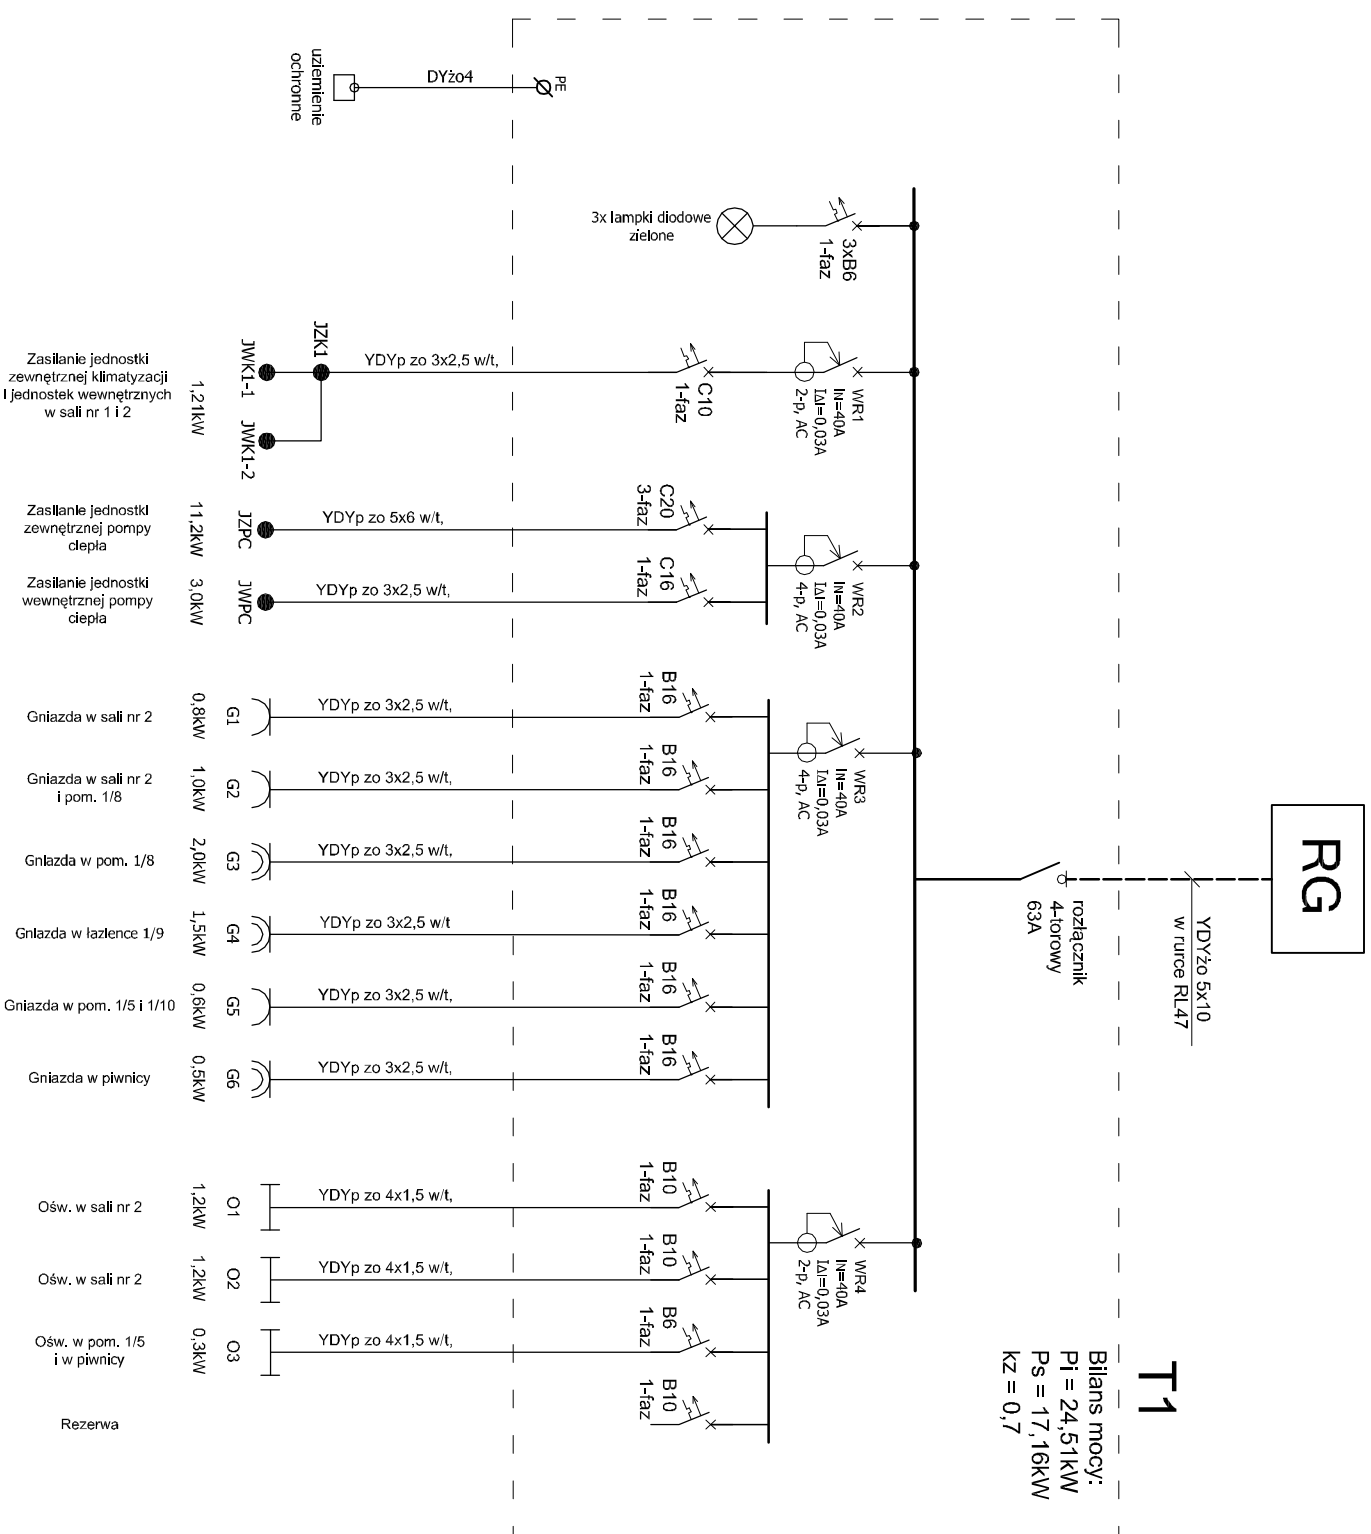 RG
YDYżo 5x10
w rurce RL47
rozłącznik
4-torowy
63A
T1
Bilans mocy:
Pi = 24,51kW
Ps = 17,16kW
kz = 0,7
PE
DYżo4
uziemienie
ochronne
3xB6
1-faz
3x lampki diodowe
zielone
WR1
IN=40A
IΔI=0,03A
2-p, AC
C10
1-faz
YDYp zo 3x2,5 w/t,
JZK1
JWK1-1
JWK1-2
1,21kW
Zasilanie jednostki
zewnętrznej klimatyzacji
I jednostek wewnętrznych
w sali nr 1 i 2
WR2
IN=40A
IΔI=0,03A
4-p, AC
C20
3-faz
YDYp zo 5x6 w/t,
JZPC
11,2kW
Zasilanie jednostki
zewnętrznej pompy
ciepła
C16
1-faz
YDYp zo 3x2,5 w/t,
JWPC
3,0kW
Zasilanie jednostki
wewnętrznej pompy
ciepła
WR3
IN=40A
IΔI=0,03A
4-p, AC
B16
1-faz
YDYp zo 3x2,5 w/t,
G1
0,8kW
Gniazda w sali nr 2
B16
1-faz
YDYp zo 3x2,5 w/t,
G2
1,0kW
Gniazda w sali nr 2
i pom. 1/8
B16
1-faz
YDYp zo 3x2,5 w/t,
G3
2,0kW
Gniazda w pom. 1/8
B16
1-faz
YDYp zo 3x2,5 w/t
G4
1,5kW
Gniazda w łazience 1/9
B16
1-faz
YDYp zo 3x2,5 w/t,
G5
0,6kW
Gniazda w pom. 1/5 i 1/10
B16
1-faz
YDYp zo 3x2,5 w/t,
G6
0,5kW
Gniazda w piwnicy
WR4
IN=40A
IΔI=0,03A
2-p, AC
B10
1-faz
YDYp zo 4x1,5 w/t,
O1
1,2kW
Ośw. w sali nr 2
B10
1-faz
YDYp zo 4x1,5 w/t,
O2
1,2kW
Ośw. w sali nr 2
B6
1-faz
YDYp zo 4x1,5 w/t,
O3
0,3kW
Ośw. w pom. 1/5
i w piwnicy
B10
1-faz
Rezerwa